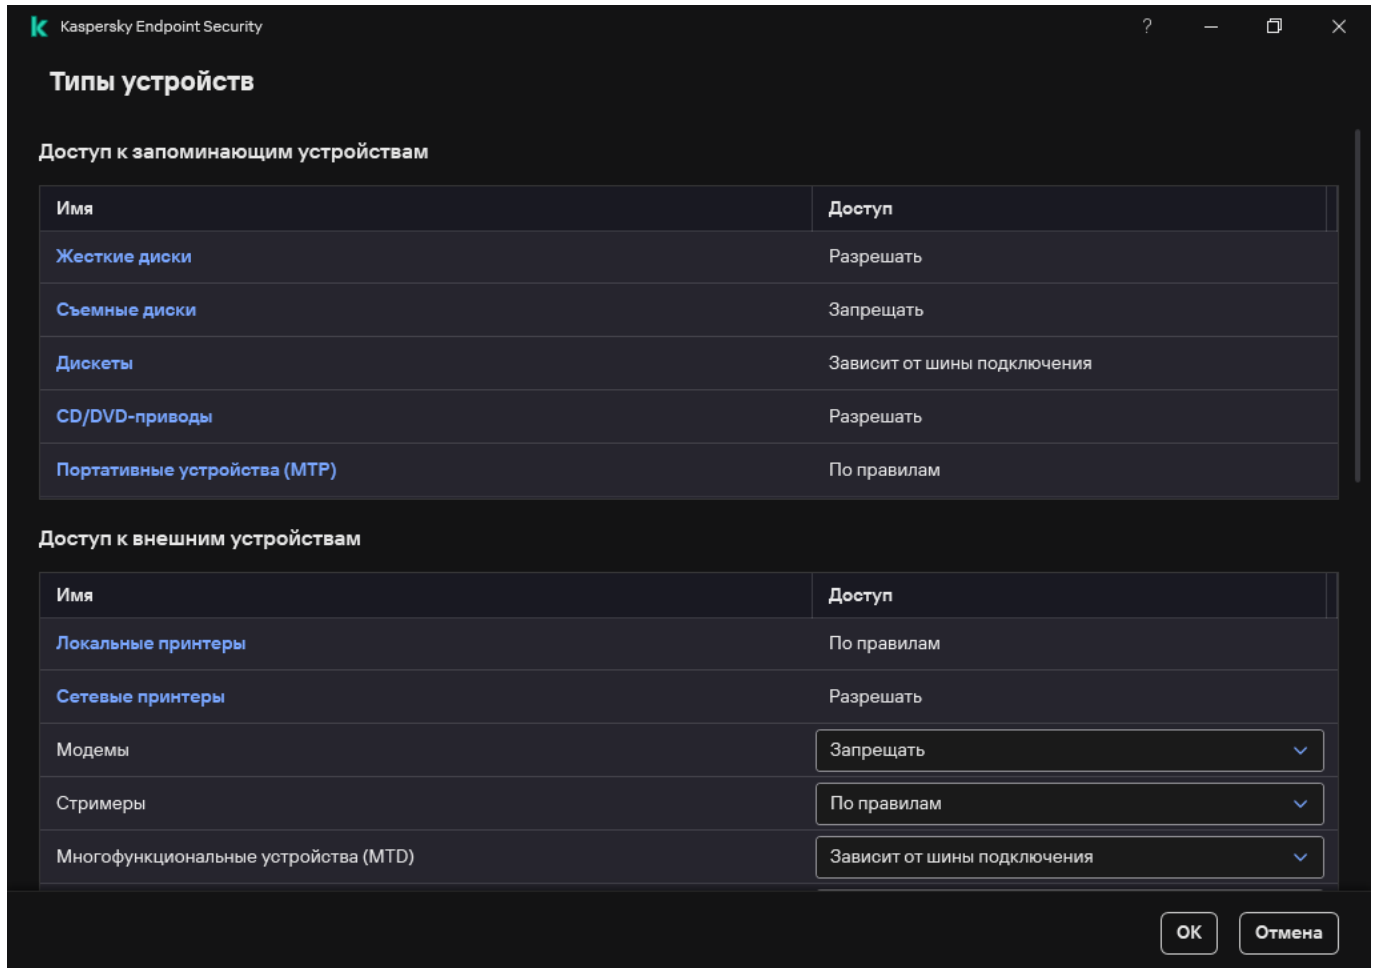 Kaspersky Endpoint Security ?
Типы устройств
Доступ к запоминающим устройствам
Имя Доступ
Жесткие диски Разрешать
Съемные диски Запрещать
Дискеты Зависит от шины подключения
CD/DVD-приводы Разрешать
Портативные устройства (MTP) По правилам
Доступ к внешним устройствам
Имя Доступ
Локальные принтеры По правилам
Сетевые принтеры Разрешать
Модемы Запрещать
Стримеры По правилам
Многофункциональные устройства (MTD) Зависит от шины подключения
ОК Отмена